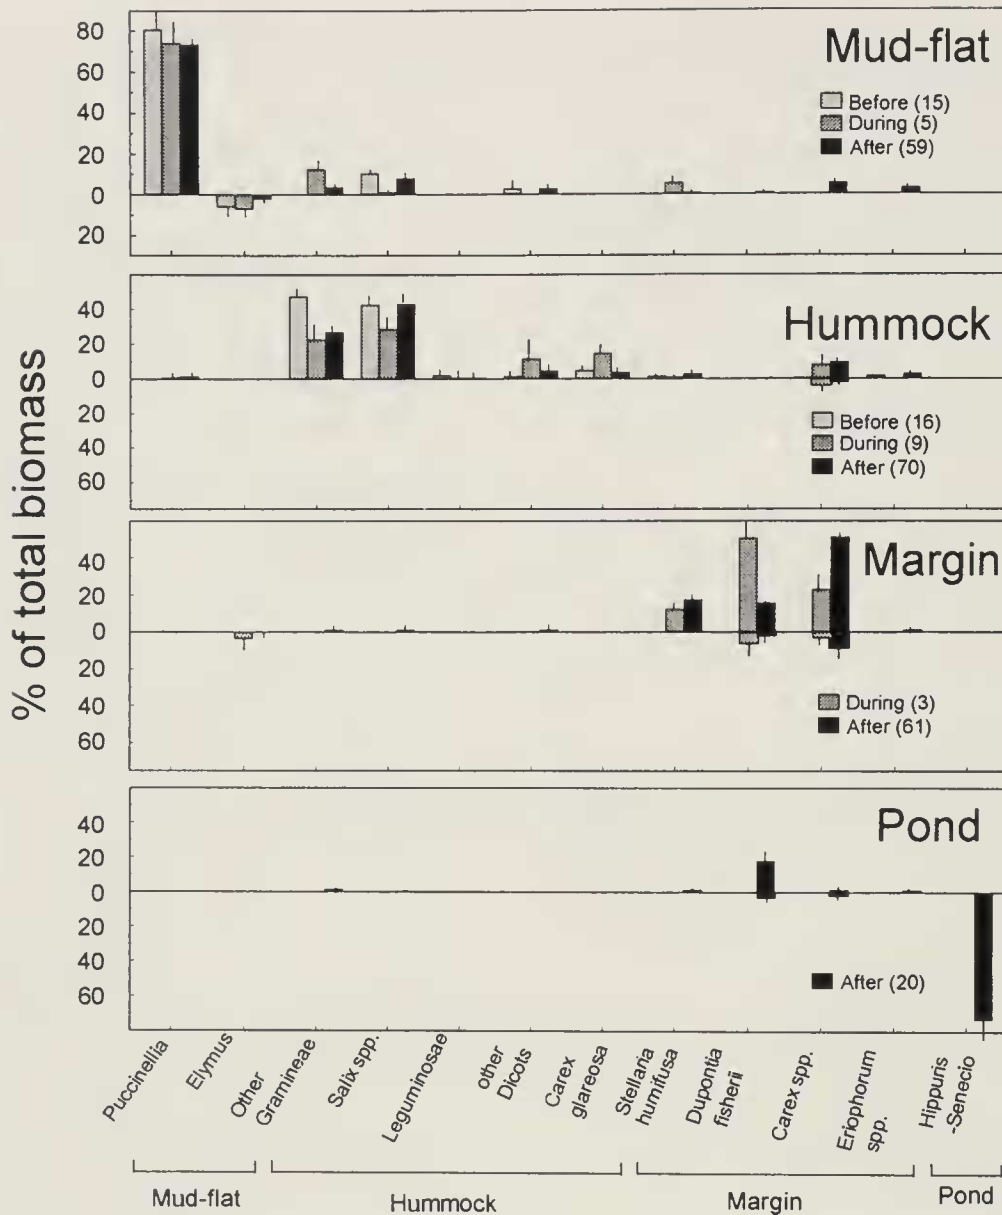 % of total biomass
80
60
40
20
0
20
Mud-flat
Before (15)
During (5)
After (59)
40
20
0
20
40
60
Hummock
Before (16)
During (9)
After (70)
40
20
0
20
40
60
Margin
During (3)
After (61)
40
20
0
20
40
60
Pond
After (20)
Puccinellia
Elymus
Other
Gramineae
Salix spp.
Leguminosae
other
Dicots
Carex
glareosa
Stellaria
humifusa
Dupontia
fisherii
Carex spp.
Eriophorum
spp.
Hippuris
-Senecio
Mud-flat
Hummock
Margin
Pond